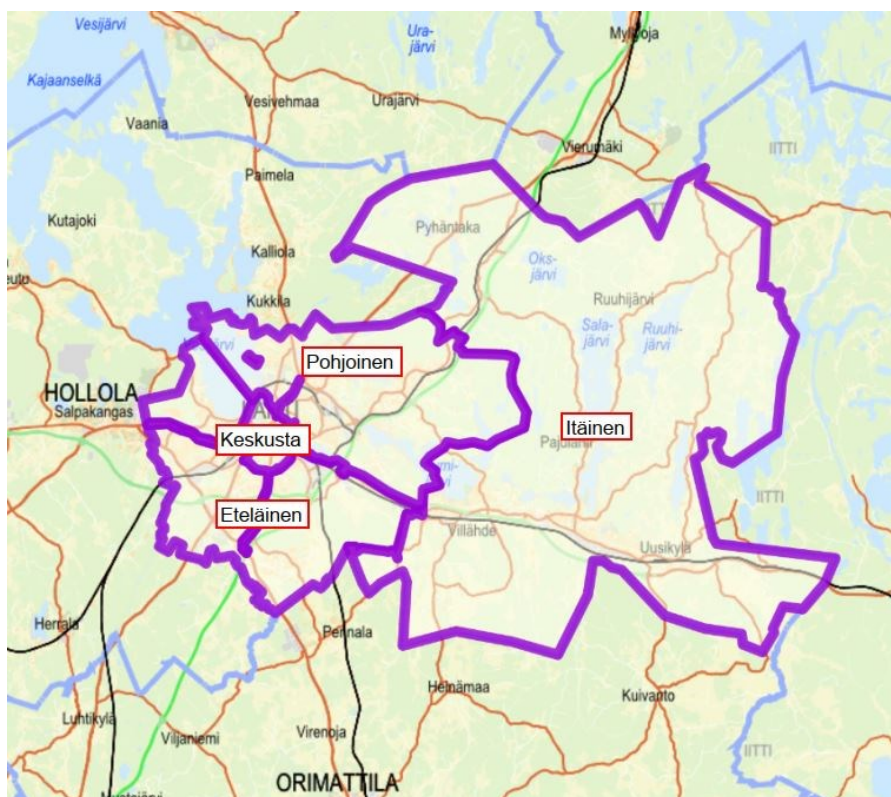 Vesijärvi
Ura-
järvi
Myllyoja
Kajaanselkä
Vesivehmaa
Urajärvi
Vaania
Vierumäki
IITTI
Paimela
Kutajoki
Pyhäntaka
Kalliola
Oks-
järvi
Kukkila
Ruuhijärvi
Sala-
järvi
Ruuhi-
järvi
Pohjoinen
HOLLOLA
Salpakangas
Keskusta
Itäinen
Eteläinen
IITTI
Villähde
Uusikylä
Herrala
Pennala
Heinämaa
Kuivanto
Luhtikylä
Viljaniemi
Virenoja
IITTI
ORIMATTILA